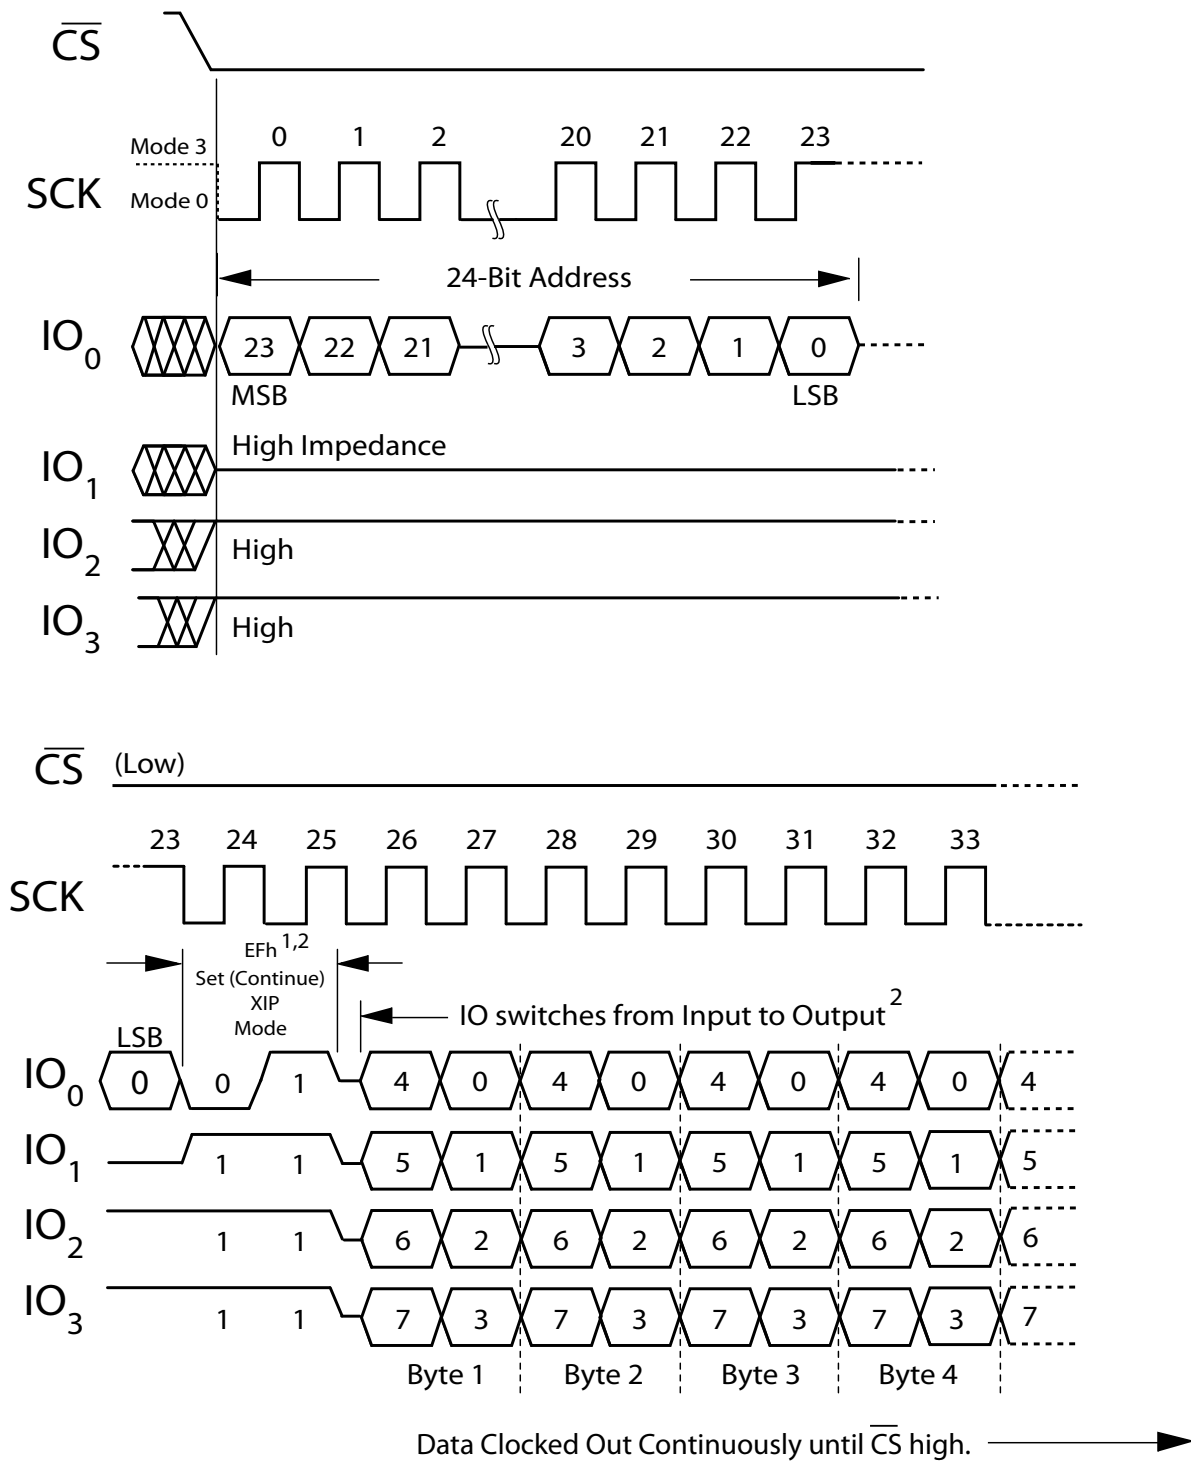 CS
0 1 2 20 21 22 23
Mode 3
SCK
Mode 0
24-Bit Address
IO0 23 22 21 3 2 1 0
MSB LSB
High Impedance
IO1
IO2 High
IO3 High
CS (Low)
23 24 25 26 27 28 29 30 31 32 33
SCK
EFh 1,2
Set (Continue)
XIP
Mode
IO switches from Input to Output 2
LSB
IO0 0 0 1 4 0 4 0 4 0 4 0 4
IO1 1 1 5 1 5 1 5 1 5 1 5
IO2 1 1 6 2 6 2 6 2 6 2 6
IO3 1 1 7 3 7 3 7 3 7 3 7
Byte 1 Byte 2 Byte 3 Byte 4
Data Clocked Out Continuously until CS high.